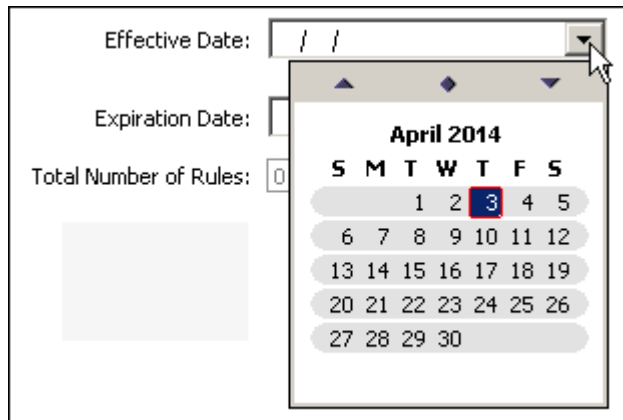 Effective Date: / /
Expiration Date:
Total Number of Rules: 0
April 2014
S M T W T F S
1 2 3 4 5
6 7 8 9 10 11 12
13 14 15 16 17 18 19
20 21 22 23 24 25 26
27 28 29 30